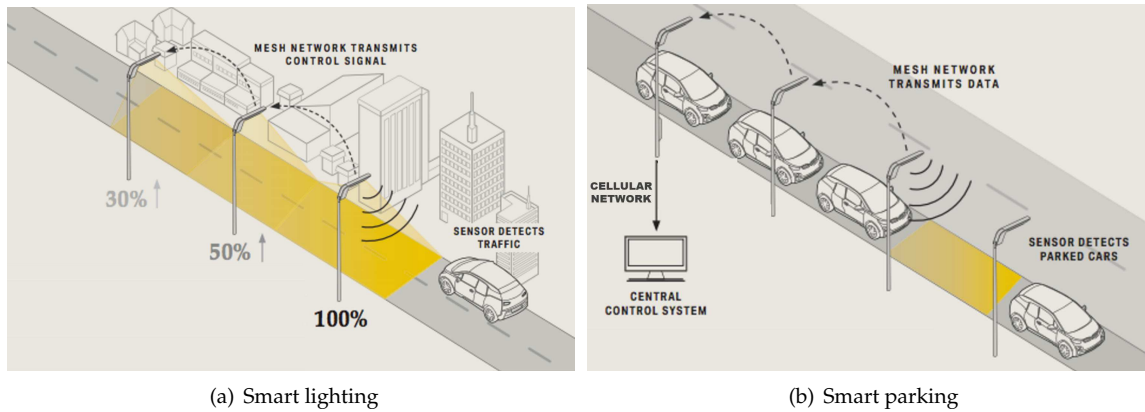 MESH NETWORK TRANSMITS
CONTROL SIGNAL
30%
50%
100%
SENSOR DETECTS
TRAFFIC
(a) Smart lighting
MESH NETWORK
TRANSMITS DATA
CELLULAR
NETWORK
SENSOR DETECTS
PARKED CARS
CENTRAL
CONTROL SYSTEM
(b) Smart parking